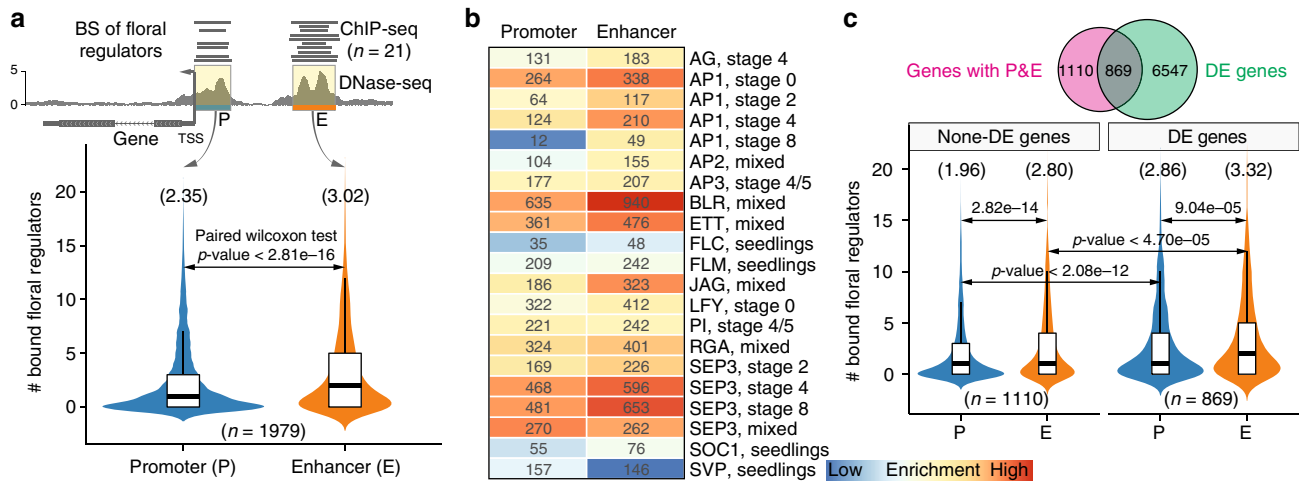 a
BS of floral
regulators
ChIP-seq
(n = 21)
DNase-seq
5
0
P
E
Gene
TSS
# bound floral regulators
20
15
10
5
0
(2.35)
(3.02)
Paired wilcoxon test
p-value < 2.81e–16
(n = 1979)
Promoter (P)
Enhancer (E)
b
Promoter Enhancer
131 183 AG, stage 4
264 338 AP1, stage 0
64 117 AP1, stage 2
124 210 AP1, stage 4
12 49 AP1, stage 8
104 155 AP2, mixed
177 207 AP3, stage 4/5
635 940 BLR, mixed
361 476 ETT, mixed
35 48 FLC, seedlings
209 242 FLM, seedlings
186 323 JAG, mixed
322 412 LFY, stage 0
221 242 PI, stage 4/5
324 401 RGA, mixed
169 226 SEP3, stage 2
468 596 SEP3, stage 4
481 653 SEP3, stage 8
270 262 SEP3, mixed
55 76 SOC1, seedlings
157 146 SVP, seedlings
Low Enrichment High
c
Genes with P&E
1110 869 6547
DE genes
None-DE genes
DE genes
# bound floral regulators
20
15
10
5
0
(1.96)
(2.80)
(2.86)
(3.32)
2.82e–14
9.04e–05
p-value < 4.70e–05
p-value < 2.08e–12
(n = 1110)
(n = 869)
P
E
P
E